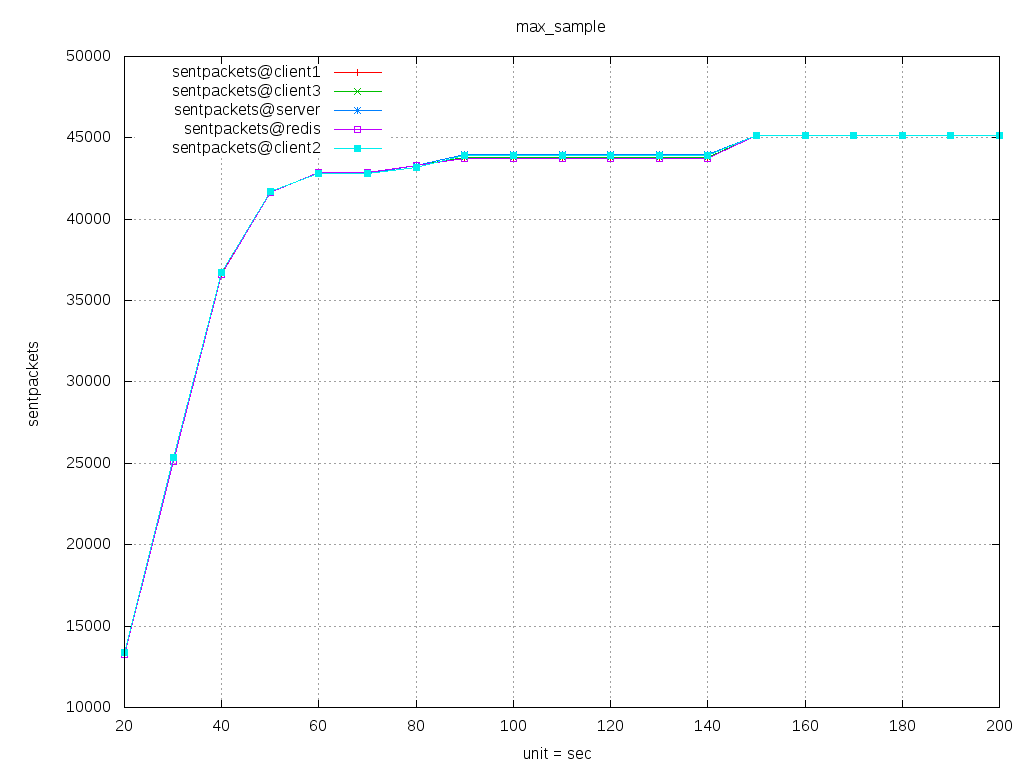 max_sample
50000
45000
40000
35000
30000
25000
20000
15000
10000
sentpackets
sentpackets@client1
sentpackets@client3
sentpackets@server
sentpackets@redis
sentpackets@client2
20 40 60 80 100 120 140 160 180 200
unit = sec